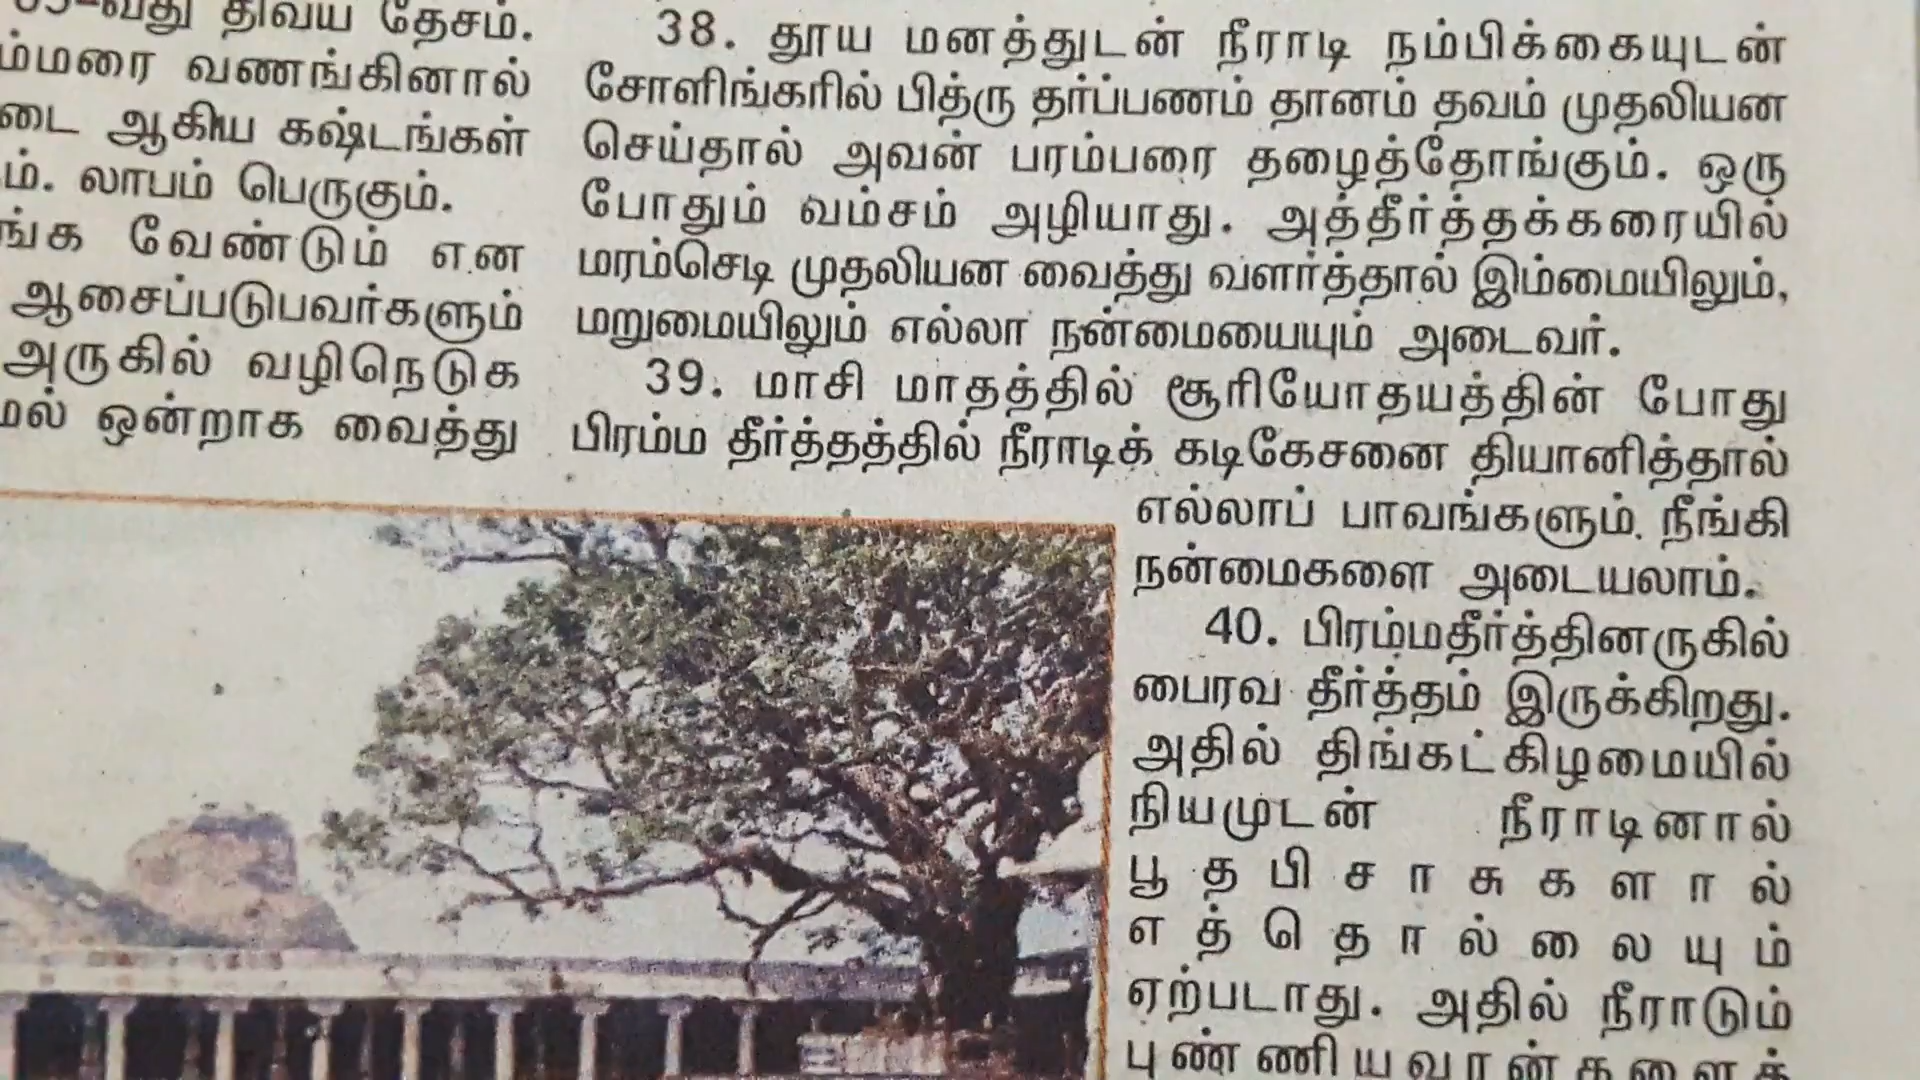 திவ்ய தேசம்.
வணங்கினால்
ஆகிய கஷ்டங்கள்
லாபம் பெருகும்.
வேண்டும் என
ஆசைப்படுபவர்களும்
அருகில் வழிநெடுக
ஒன்றாக வைத்து
38. தூய மனத்துடன் நீராடி நம்பிக்கையுடன்
சோளிங்கரில் பித்ரு தர்ப்பணம் தானம் தவம் முதலியன
செய்தால் அவன் பரம்பரை தழைத்தோங்கும். ஒரு
போதும் வம்சம் அழியாது. அத்தீர்த்தக்கரையில்
மரம்செடி முதலியன வைத்து வளர்த்தால் இம்மையிலும்,
மறுமையிலும் எல்லா நன்மையையும் அடைவர்.
39. மாசி மாதத்தில் சூரியோதயத்தின் போது
பிரம்ம தீர்த்தத்தில் நீராடிக் கடிகேசனை தியானித்தால்
எல்லாப் பாவங்களும் நீங்கி
நன்மைகளை அடையலாம்.
40. பிரம்மதீர்த்தினருகில்
பைரவ தீர்த்தம் இருக்கிறது.
அதில் திங்கட்கிழமையில்
நியமுடன் நீராடினால்
பூதபிசாசுகளால்
எத்தொல்லையும்
ஏற்படாது. அதில் நீராடும்
புண்ணியவான்களைக்